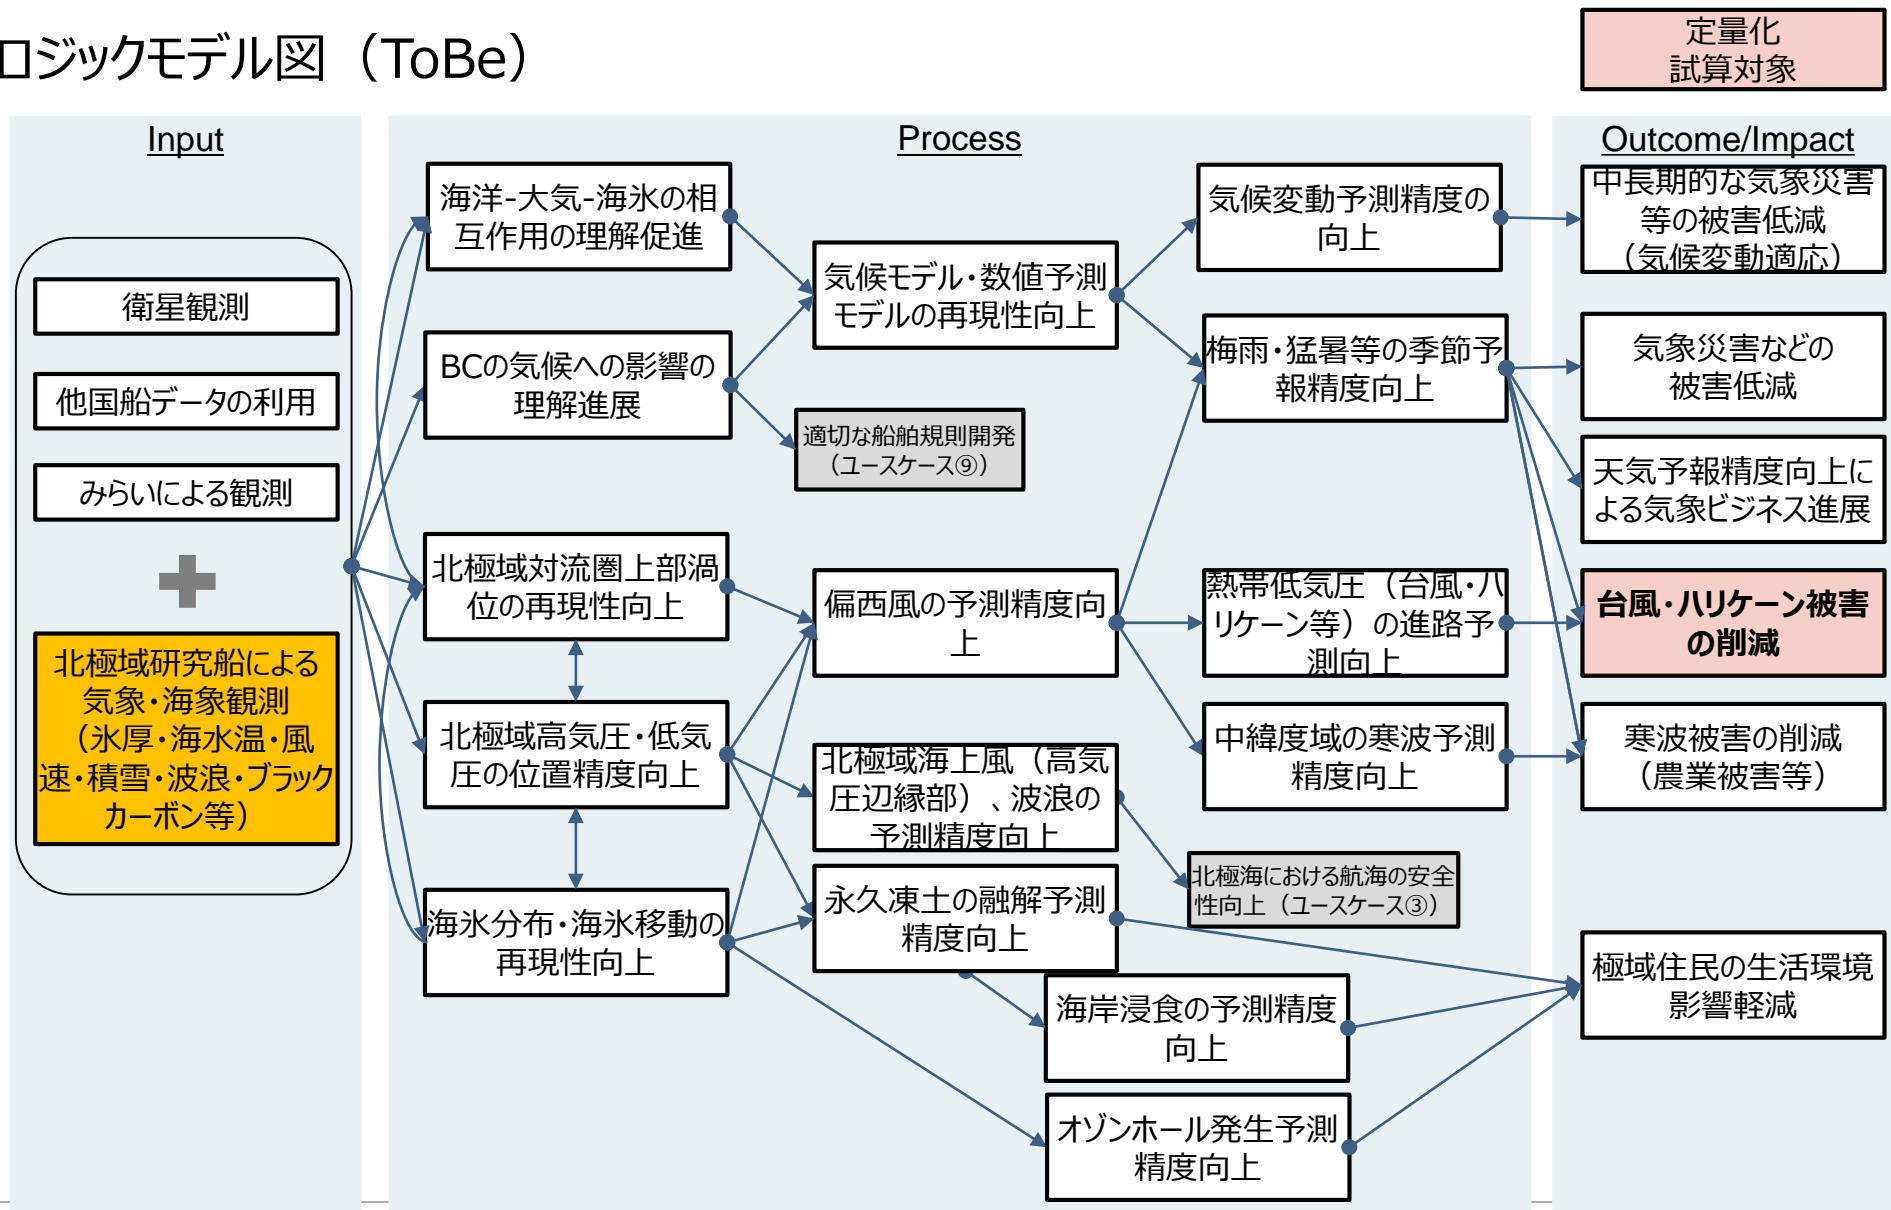 ロジックモデル図（ToBe）
定量化
試算対象
Input
衛星観測
他国船データの利用
みらいによる観測
北極域研究船による
気象・海象観測
（氷厚・海水温・風
速・積雪・波浪・ブラック
カーボン等）
Process
海洋-大気-海氷の相
互作用の理解促進
BCの気候への影響の
理解進展
北極域対流圏上部渦
位の再現性向上
北極域高気圧・低気
圧の位置精度向上
海氷分布・海氷移動の
再現性向上
気候モデル・数値予測
モデルの再現性向上
適切な船舶規則開発
（ユースケース⑨）
偏西風の予測精度向
上
北極域海上風（高気
圧辺縁部）、波浪の
予測精度向上
永久凍土の融解予測
精度向上
海岸浸食の予測精度
向上
オゾンホール発生予測
精度向上
気候変動予測精度の
向上
梅雨・猛暑等の季節予
報精度向上
熱帯低気圧（台風・ハ
リケーン等）の進路予
測向上
中緯度域の寒波予測
精度向上
北極海における航海の安全
性向上（ユースケース③）
Outcome/Impact
中長期的な気象災害
等の被害低減
（気候変動適応）
気象災害などの
被害低減
天気予報精度向上に
よる気象ビジネス進展
台風・ハリケーン被害
の削減
寒波被害の削減
（農業被害等）
極域住民の生活環境
影響軽減